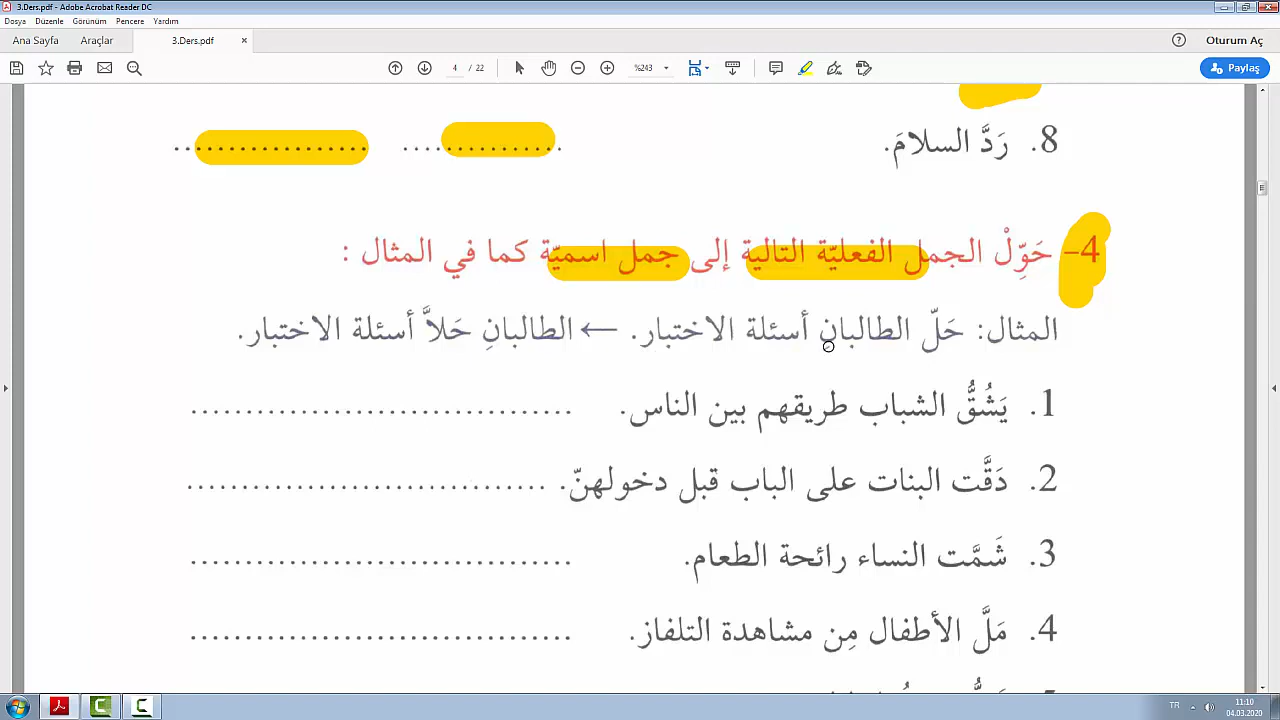 3.Ders.pdf - Adobe Acrobat Reader DC
Dosya Düzenle Görünüm Pencere Yardım
Ana Sayfa Araçlar 3.Ders.pdf × ? Oturum Aç
4 / 22 %243 Paylaş
8. رَدَّ السلامَ. .............. ..................
4- حَوِّلْ الجمل الفعليّة التالية إلى جمل اسميّة كما في المثال :
المثال: حَلّ الطالبانِ أسئلة الاختبار. ← الطالبانِ حَلاَّ أسئلة الاختبار.
1. يَشُقُّ الشباب طريقهم بين الناس. ..................................
2. دَقَّت البنات على الباب قبل دخولهنّ. ................................
3. شَمَّت النساء رائحة الطعام. ..................................
4. مَلَّ الأطفال مِن مشاهدة التلفاز. ..................................
TR 11:10
04.03.2020